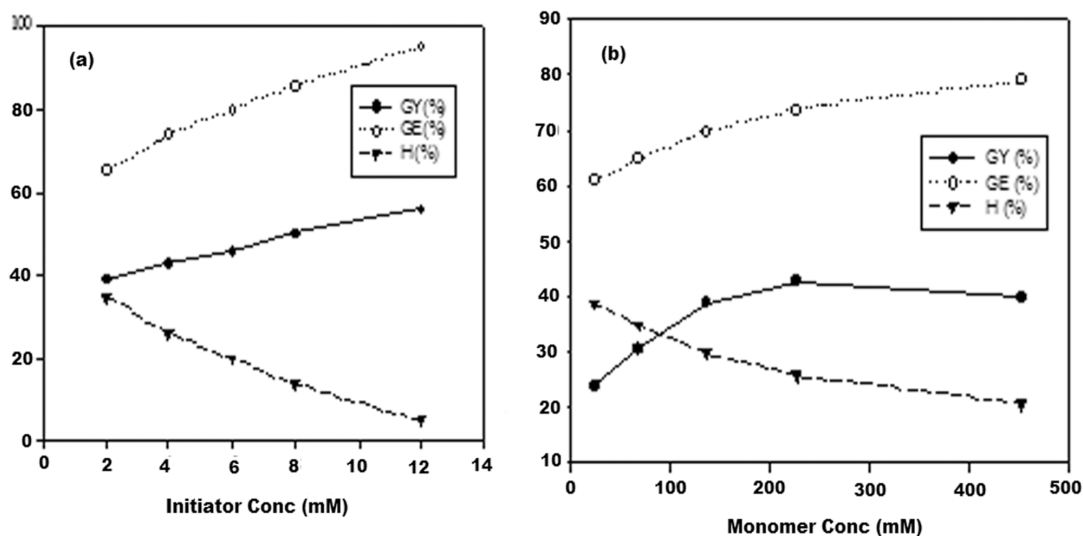 100
80
60
40
20
0
(a)
GY(%)
GE(%)
H(%)
0 2 4 6 8 10 12 14
Initiator Conc (mM)
90
80
70
60
50
40
30
20
10
(b)
GY (%)
GE (%)
H (%)
0 100 200 300 400 500
Monomer Conc (mM)